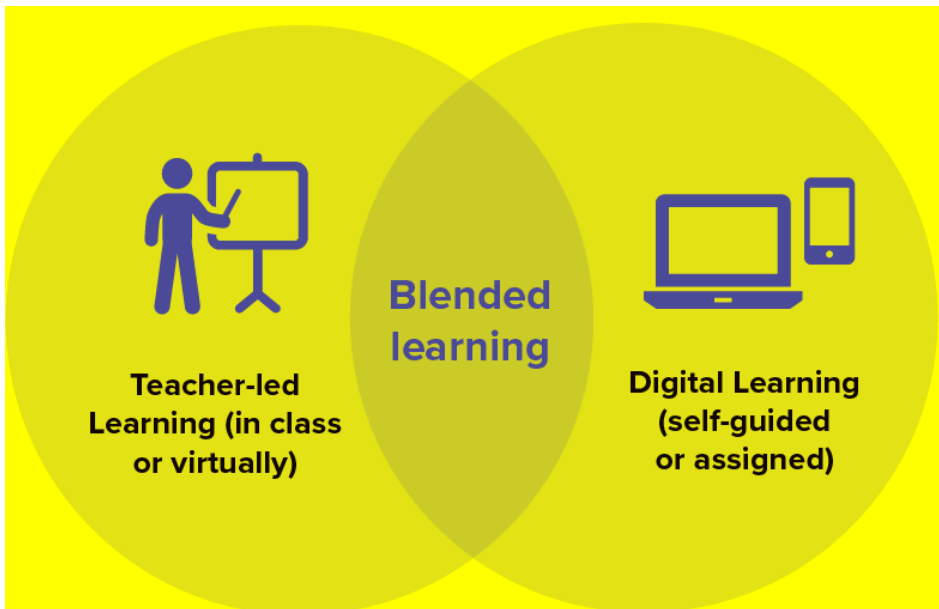 Blended
learning
Teacher-led
Learning (in class
or virtually)
Digital Learning
(self-guided
or assigned)